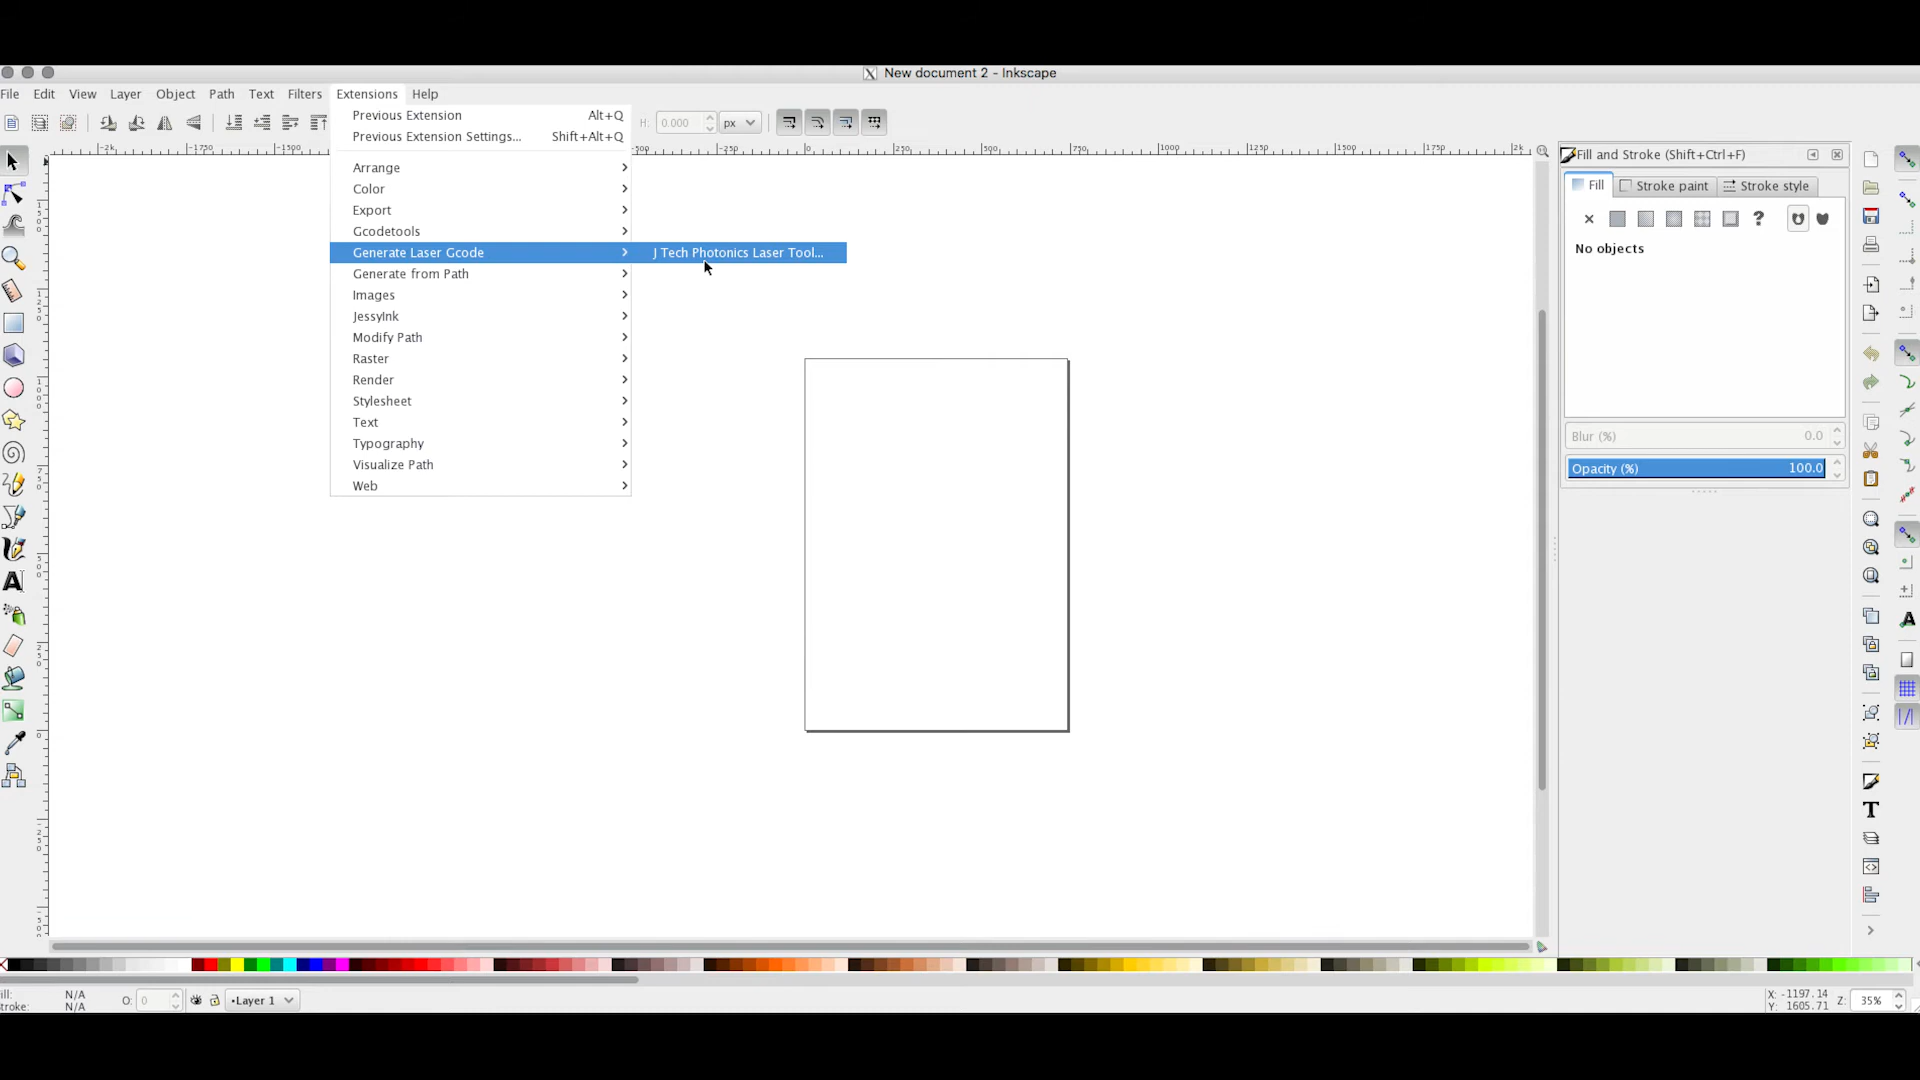 New document 2 - Inkscape
File Edit View Layer Object Path Text Filters Extensions Help
H: 0.000 px
Previous Extension Alt+Q
Previous Extension Settings... Shift+Alt+Q
Arrange
Color
Export
Gcodetools
Generate Laser Gcode
J Tech Photonics Laser Tool...
Generate from Path
Images
JessyInk
Modify Path
Raster
Render
Stylesheet
Text
Typography
Visualize Path
Web
Fill and Stroke (Shift+Ctrl+F)
Fill Stroke paint Stroke style
No objects
Blur (%) 0.0
Opacity (%) 100.0
N/A
N/A
O: 0
•Layer 1
X: -1197.14
Y: 1605.71
Z: 35%